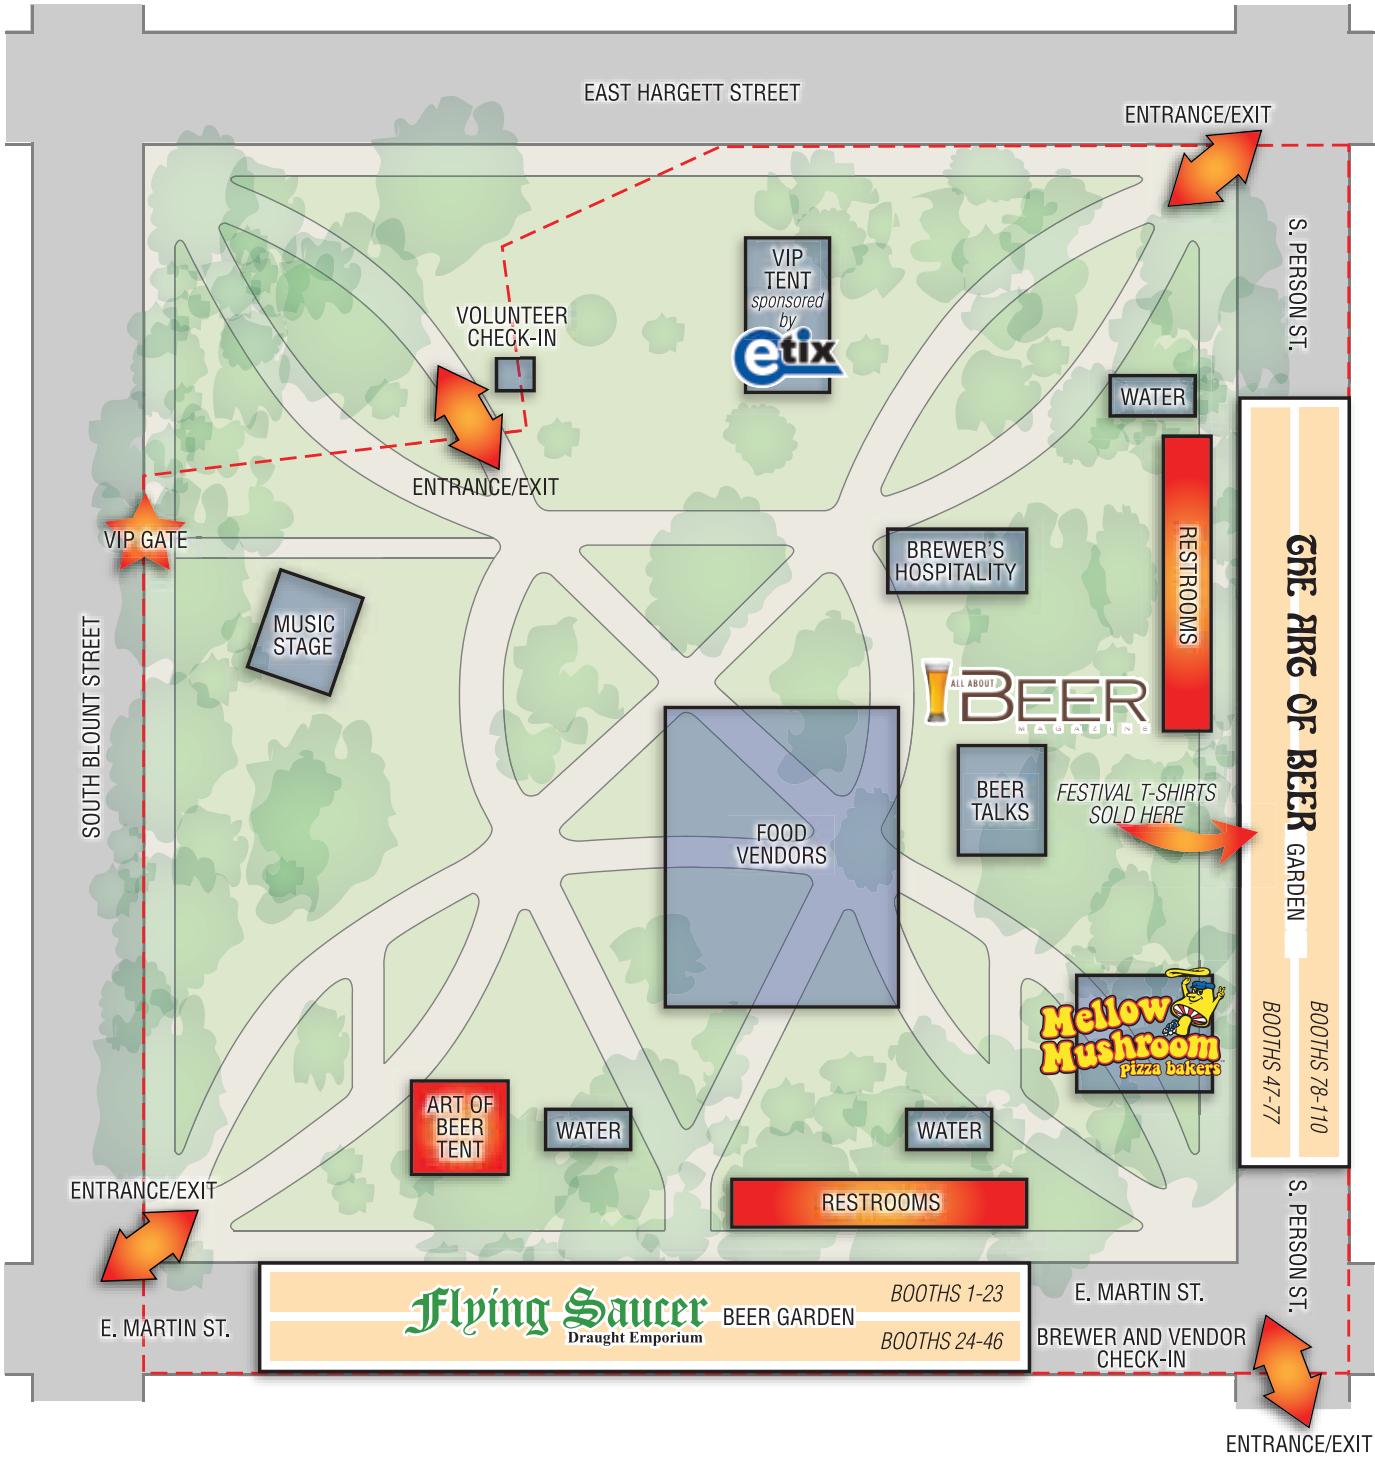 EAST HARGETT STREET
ENTRANCE/EXIT
S. PERSON ST.
VIP
TENT
sponsored
by
etix
VOLUNTEER
CHECK-IN
WATER
ENTRANCE/EXIT
VIP GATE
BREWER'S
HOSPITALITY
RESTROOMS
THE ART OF BEER GARDEN
MUSIC
STAGE
SOUTH BLOUNT STREET
ALL ABOUT
BEER
MAGAZINE
BEER
TALKS
FESTIVAL T-SHIRTS
SOLD HERE
FOOD
VENDORS
Mellow
Mushroom
pizza bakers
BOOTHS 47-77
BOOTHS 78-110
ART OF
BEER
TENT
WATER
WATER
ENTRANCE/EXIT
RESTROOMS
S. PERSON ST.
E. MARTIN ST.
Flying Saucer
Draught Emporium
BEER GARDEN
BOOTHS 1-23
BOOTHS 24-46
E. MARTIN ST.
BREWER AND VENDOR
CHECK-IN
ENTRANCE/EXIT